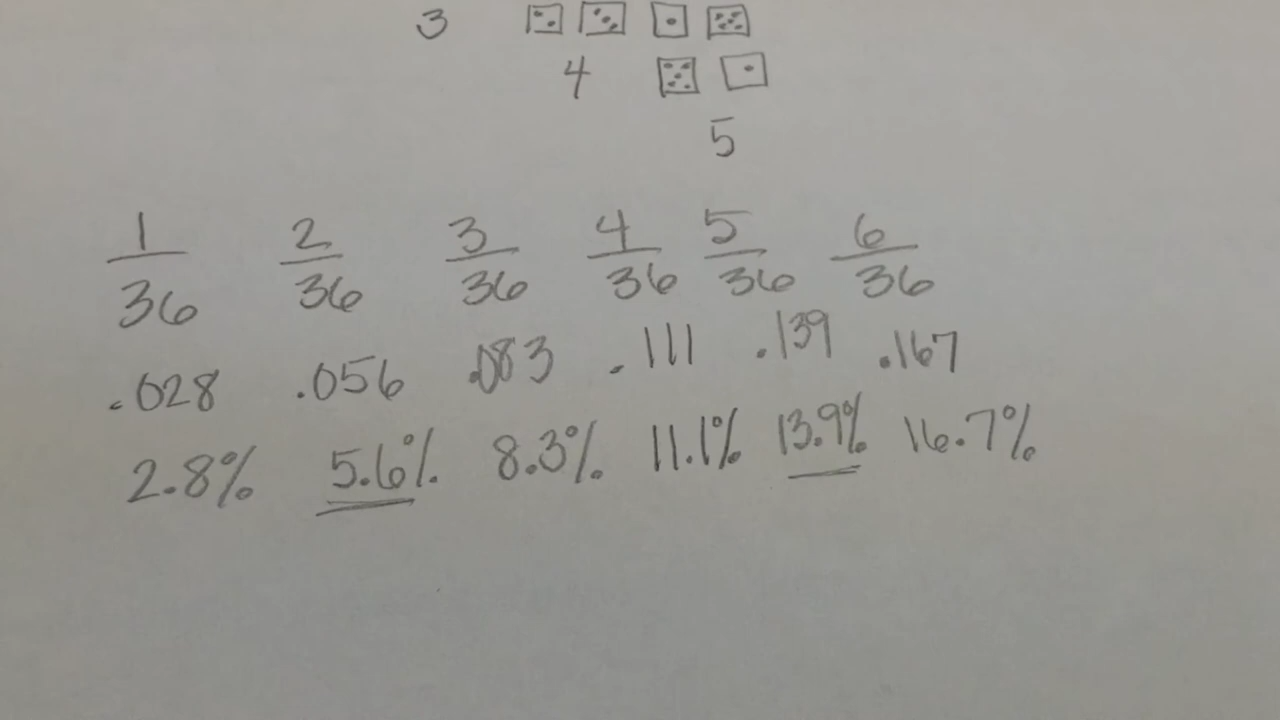 3
4
5
1/36 2/36 3/36 4/36 5/36 6/36
.028 .056 .083 .111 .139 .167
2.8% 5.6% 8.3% 11.1% 13.9% 16.7%